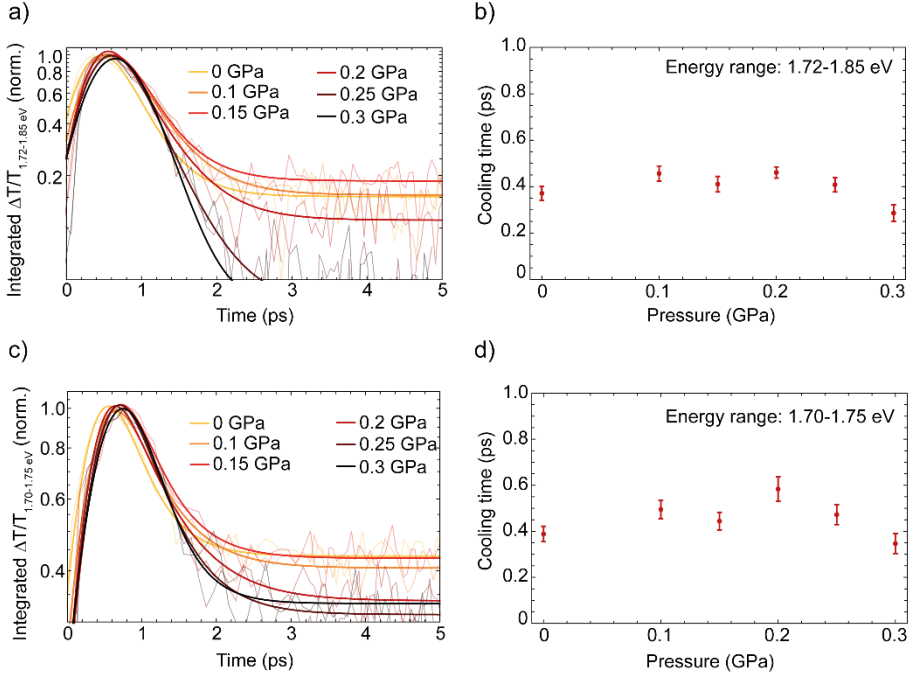 a)
Integrated ΔT/T1.72-1.85 eV (norm.)
1.0
0.8
0.6
0.4
0.2
0 GPa
0.1 GPa
0.15 GPa
0.2 GPa
0.25 GPa
0.3 GPa
0 1 2 3 4 5
Time (ps)
b)
Cooling time (ps)
1.0
0.8
0.6
0.4
0.2
0
Energy range: 1.72-1.85 eV
0 0.1 0.2 0.3
Pressure (GPa)
c)
Integrated ΔT/T1.70-1.75 eV (norm.)
1.0
0.8
0.6
0.4
0 GPa
0.1 GPa
0.15 GPa
0.2 GPa
0.25 GPa
0.3 GPa
0 1 2 3 4 5
Time (ps)
d)
Cooling time (ps)
1.0
0.8
0.6
0.4
0.2
0
Energy range: 1.70-1.75 eV
0 0.1 0.2 0.3
Pressure (GPa)